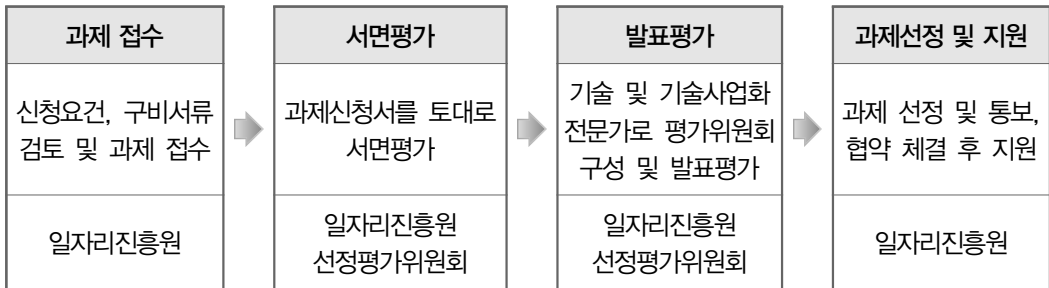 과제 접수
신청요건, 구비서류
검토 및 과제 접수
일자리진흥원
서면평가
과제신청서를 토대로
서면평가
일자리진흥원
선정평가위원회
발표평가
기술 및 기술사업화
전문가로 평가위원회
구성 및 발표평가
일자리진흥원
선정평가위원회
과제선정 및 지원
과제 선정 및 통보,
협약 체결 후 지원
일자리진흥원